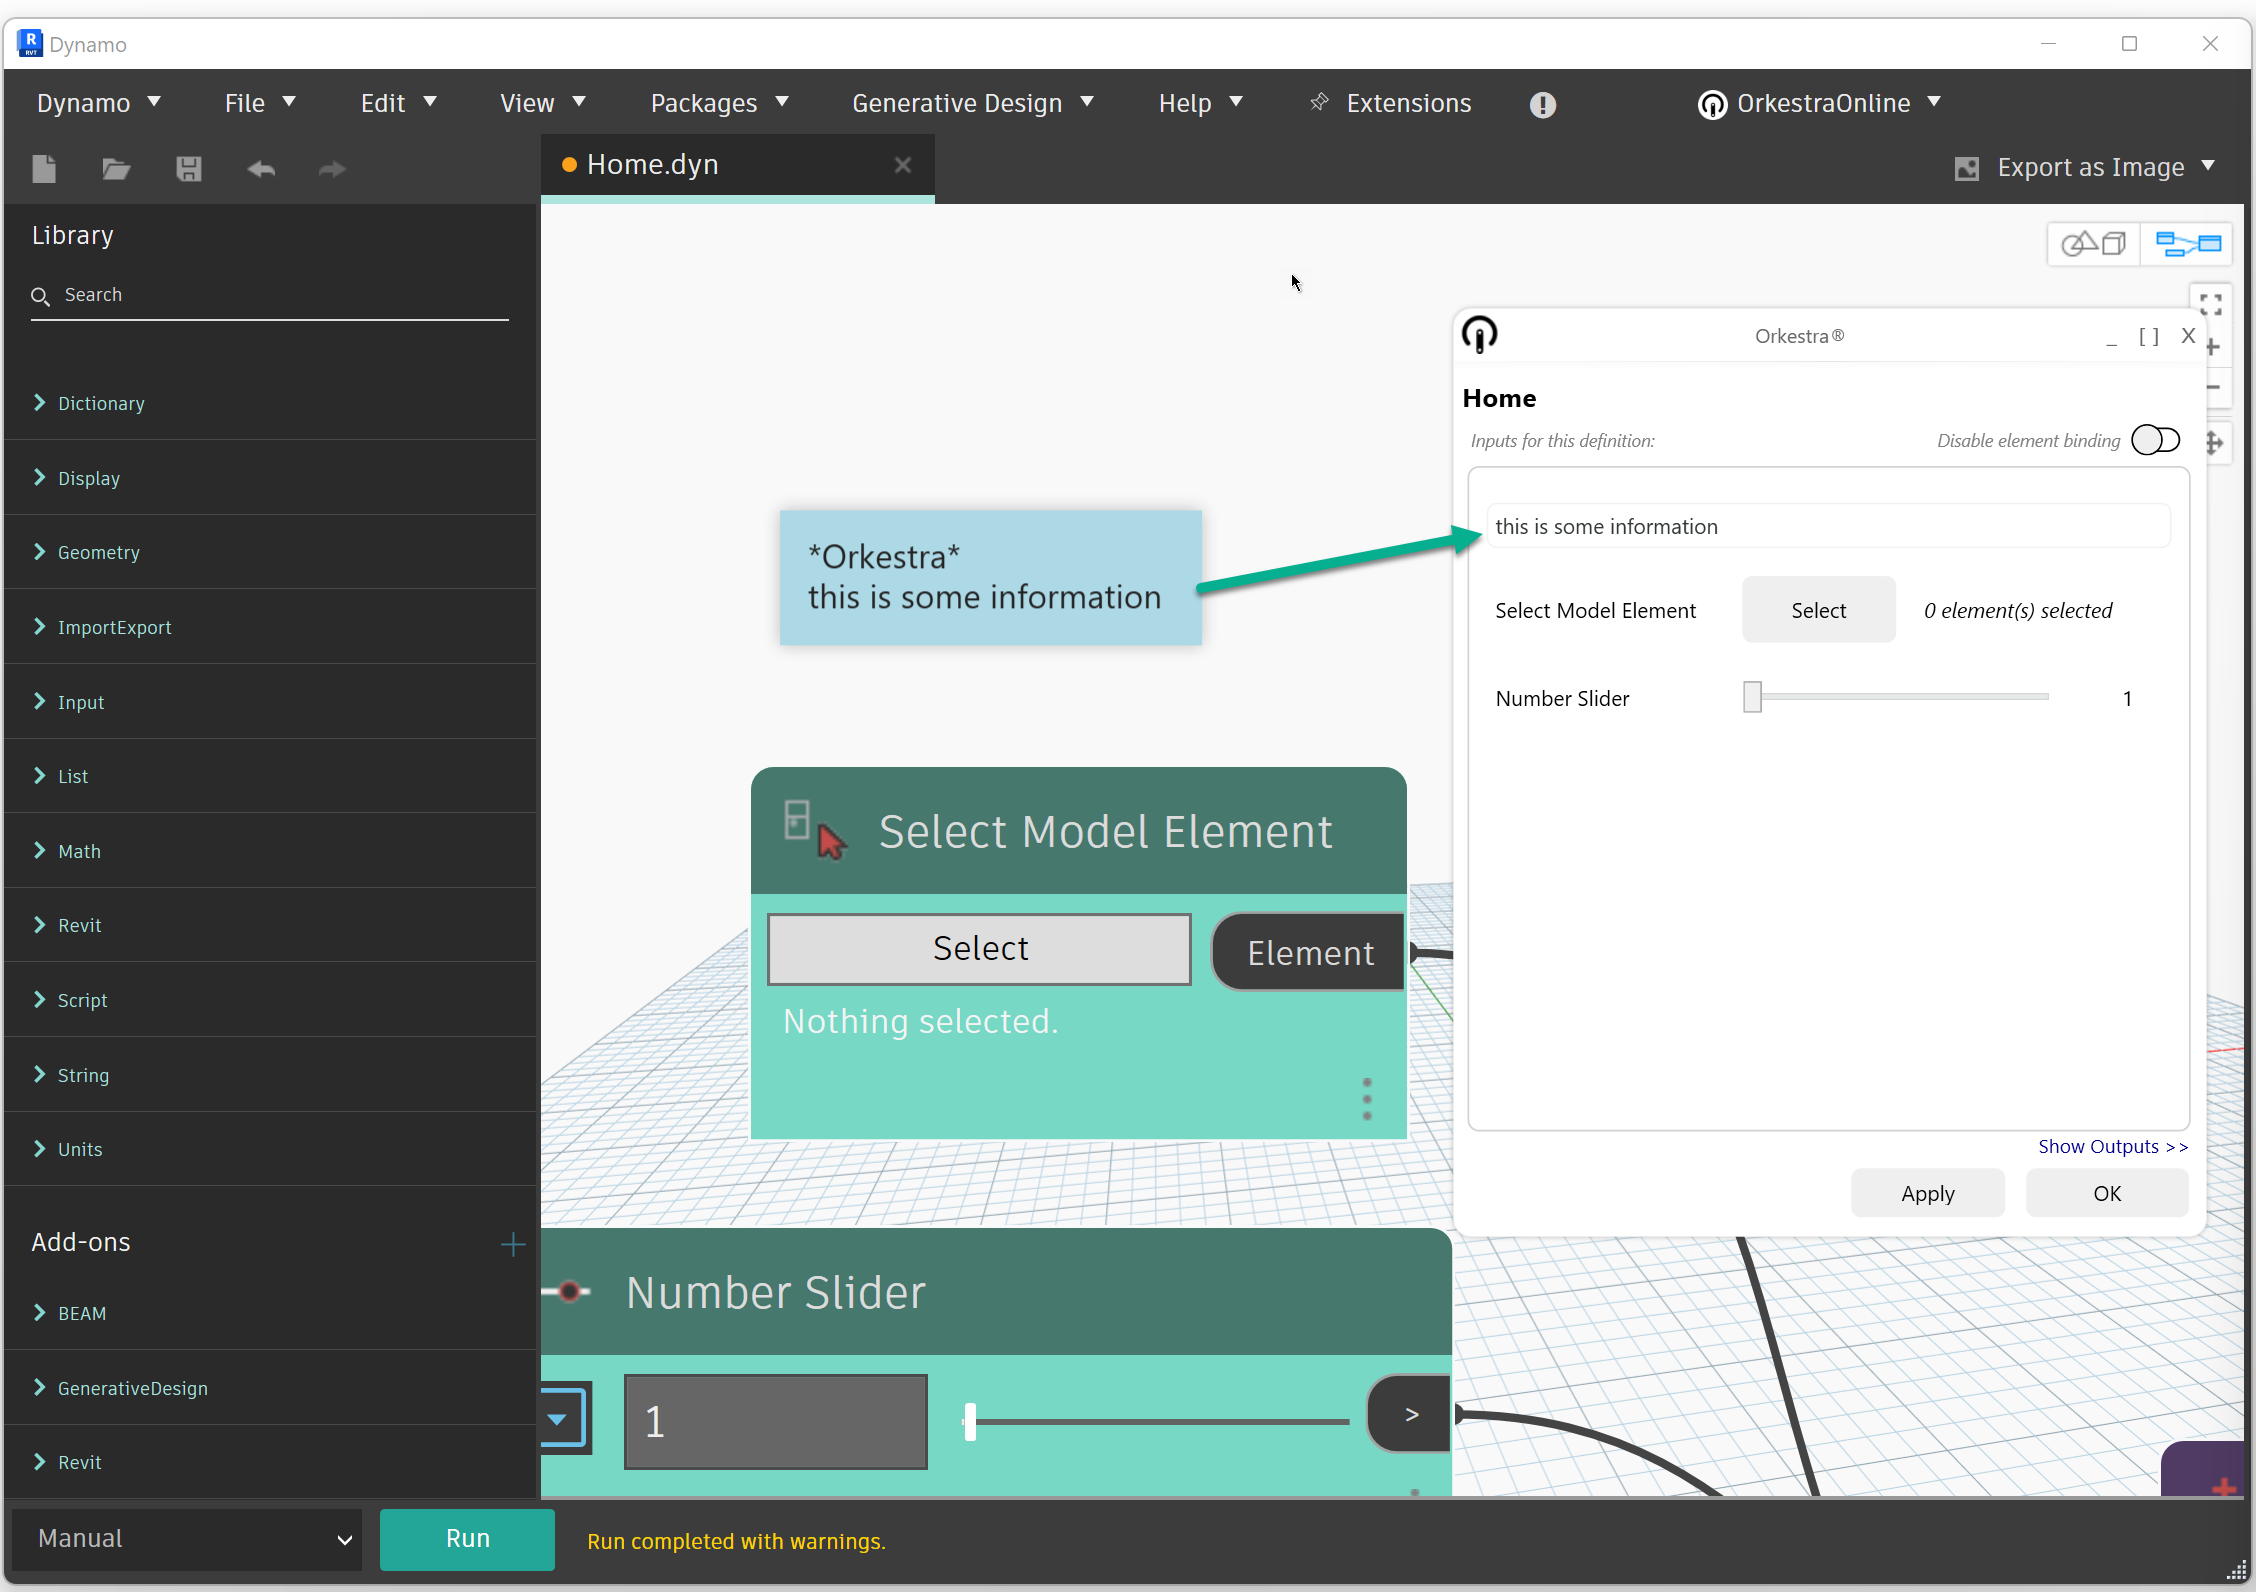 R
RVT
Dynamo
Dynamo File Edit View Packages Generative Design Help Extensions OrkestraOnline
Home.dyn
Export as Image
Library
Search
Dictionary
Display
Geometry
ImportExport
Input
List
Math
Revit
Script
String
Units
Add-ons
BEAM
GenerativeDesign
Revit
*Orkestra*
this is some information
Select Model Element
Select
Element
Nothing selected.
Number Slider
1
>
Orkestra®
_ [ ] X
Home
Inputs for this definition:
Disable element binding
this is some information
Select Model Element Select 0 element(s) selected
Number Slider 1
Show Outputs >>
Apply OK
Manual
Run
Run completed with warnings.